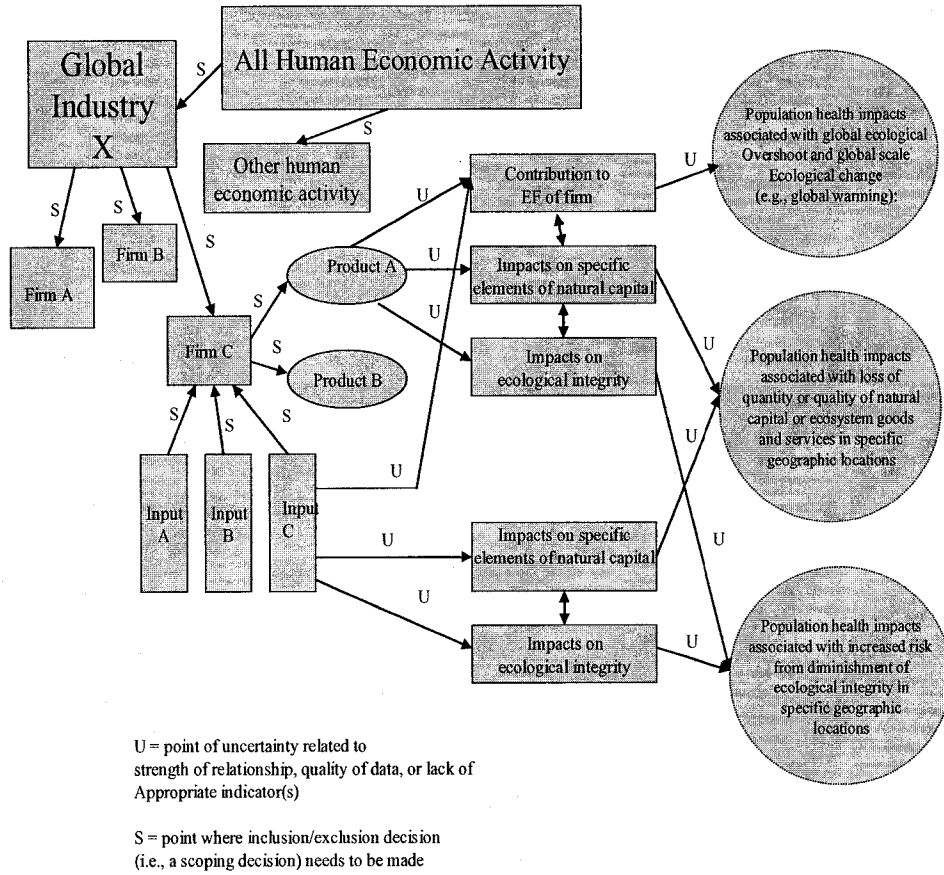 All Human Economic Activity
Global
Industry
X
S
S
Other human
economic activity
S
S
S
Firm A
Firm B
Firm C
S
S
Product A
Product B
S
S
S
Input
A
Input
B
Input
C
U
U
U
U
U
U
Contribution to
EF of firm
Impacts on specific
elements of natural capital
Impacts on
ecological integrity
Impacts on specific
elements of natural capital
Impacts on
ecological integrity
U
U
U
U
U
Population health impacts
associated with global ecological
Overshoot and global scale
Ecological change
(e.g., global warming):
Population health impacts
associated with loss of
quantity or quality of natural
capital or ecosystem goods
and services in specific
geographic locations
Population health impacts
associated with increased risk
from diminishment of
ecological integrity in
specific geographic
locations
U = point of uncertainty related to
strength of relationship, quality of data, or lack of
Appropriate indicator(s)
S = point where inclusion/exclusion decision
(i.e., a scoping decision) needs to be made